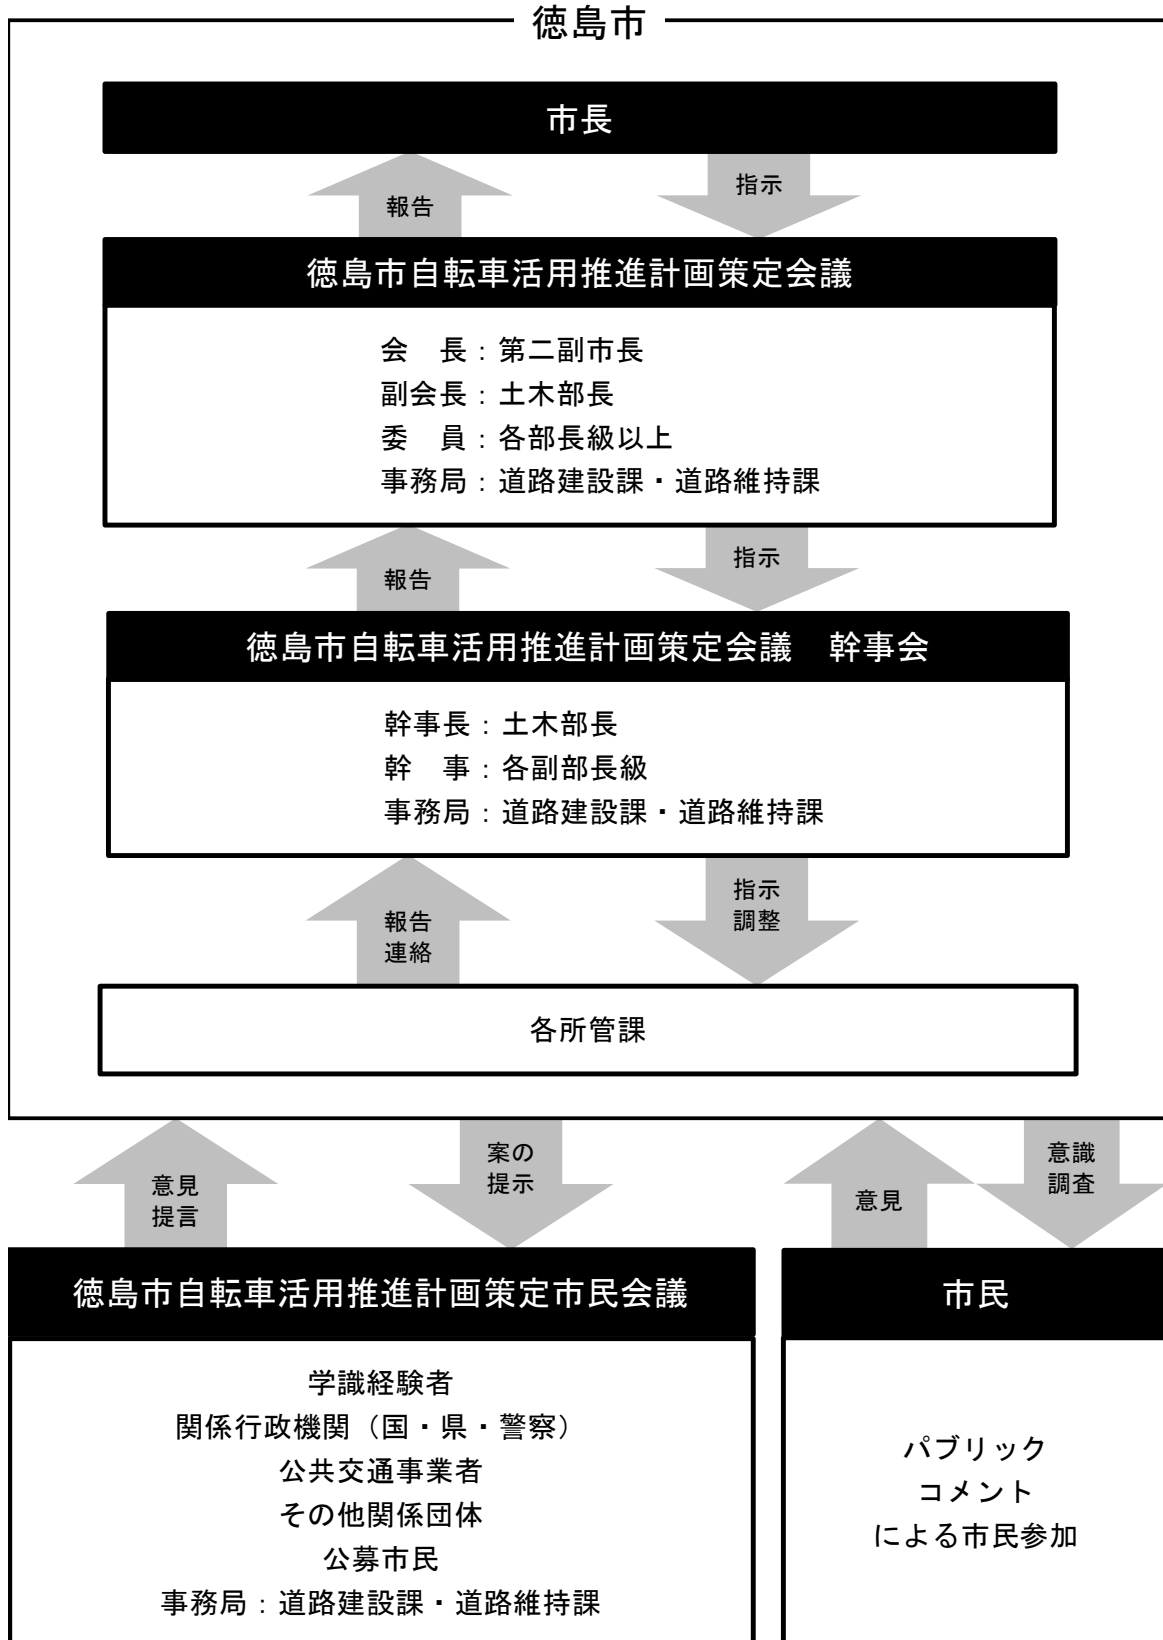 徳島市
市長
報告
指示
徳島市自転車活用推進計画策定会議
会　長：第二副市長
副会長：土木部長
委　員：各部長級以上
事務局：道路建設課・道路維持課
報告
指示
徳島市自転車活用推進計画策定会議　幹事会
幹事長：土木部長
幹　事：各副部長級
事務局：道路建設課・道路維持課
報告
連絡
指示
調整
各所管課
意見
提言
案の
提示
意見
意識
調査
徳島市自転車活用推進計画策定市民会議
学識経験者
関係行政機関（国・県・警察）
公共交通事業者
その他関係団体
公募市民
事務局：道路建設課・道路維持課
市民
パブリック
コメント
による市民参加